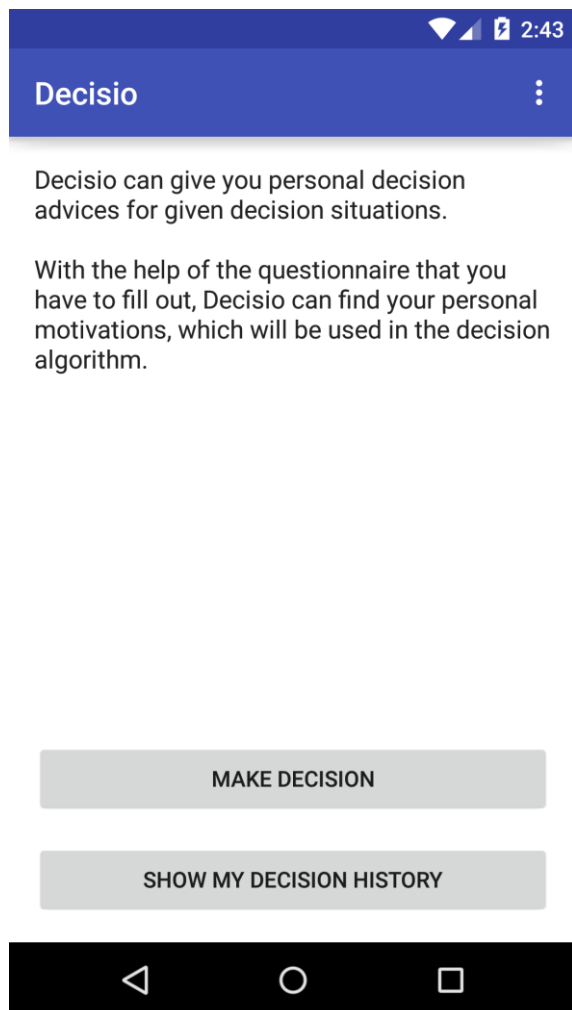 2:43
Decisio
Decisio can give you personal decision
advices for given decision situations.
With the help of the questionnaire that you
have to fill out, Decisio can find your personal
motivations, which will be used in the decision
algorithm.
MAKE DECISION
SHOW MY DECISION HISTORY